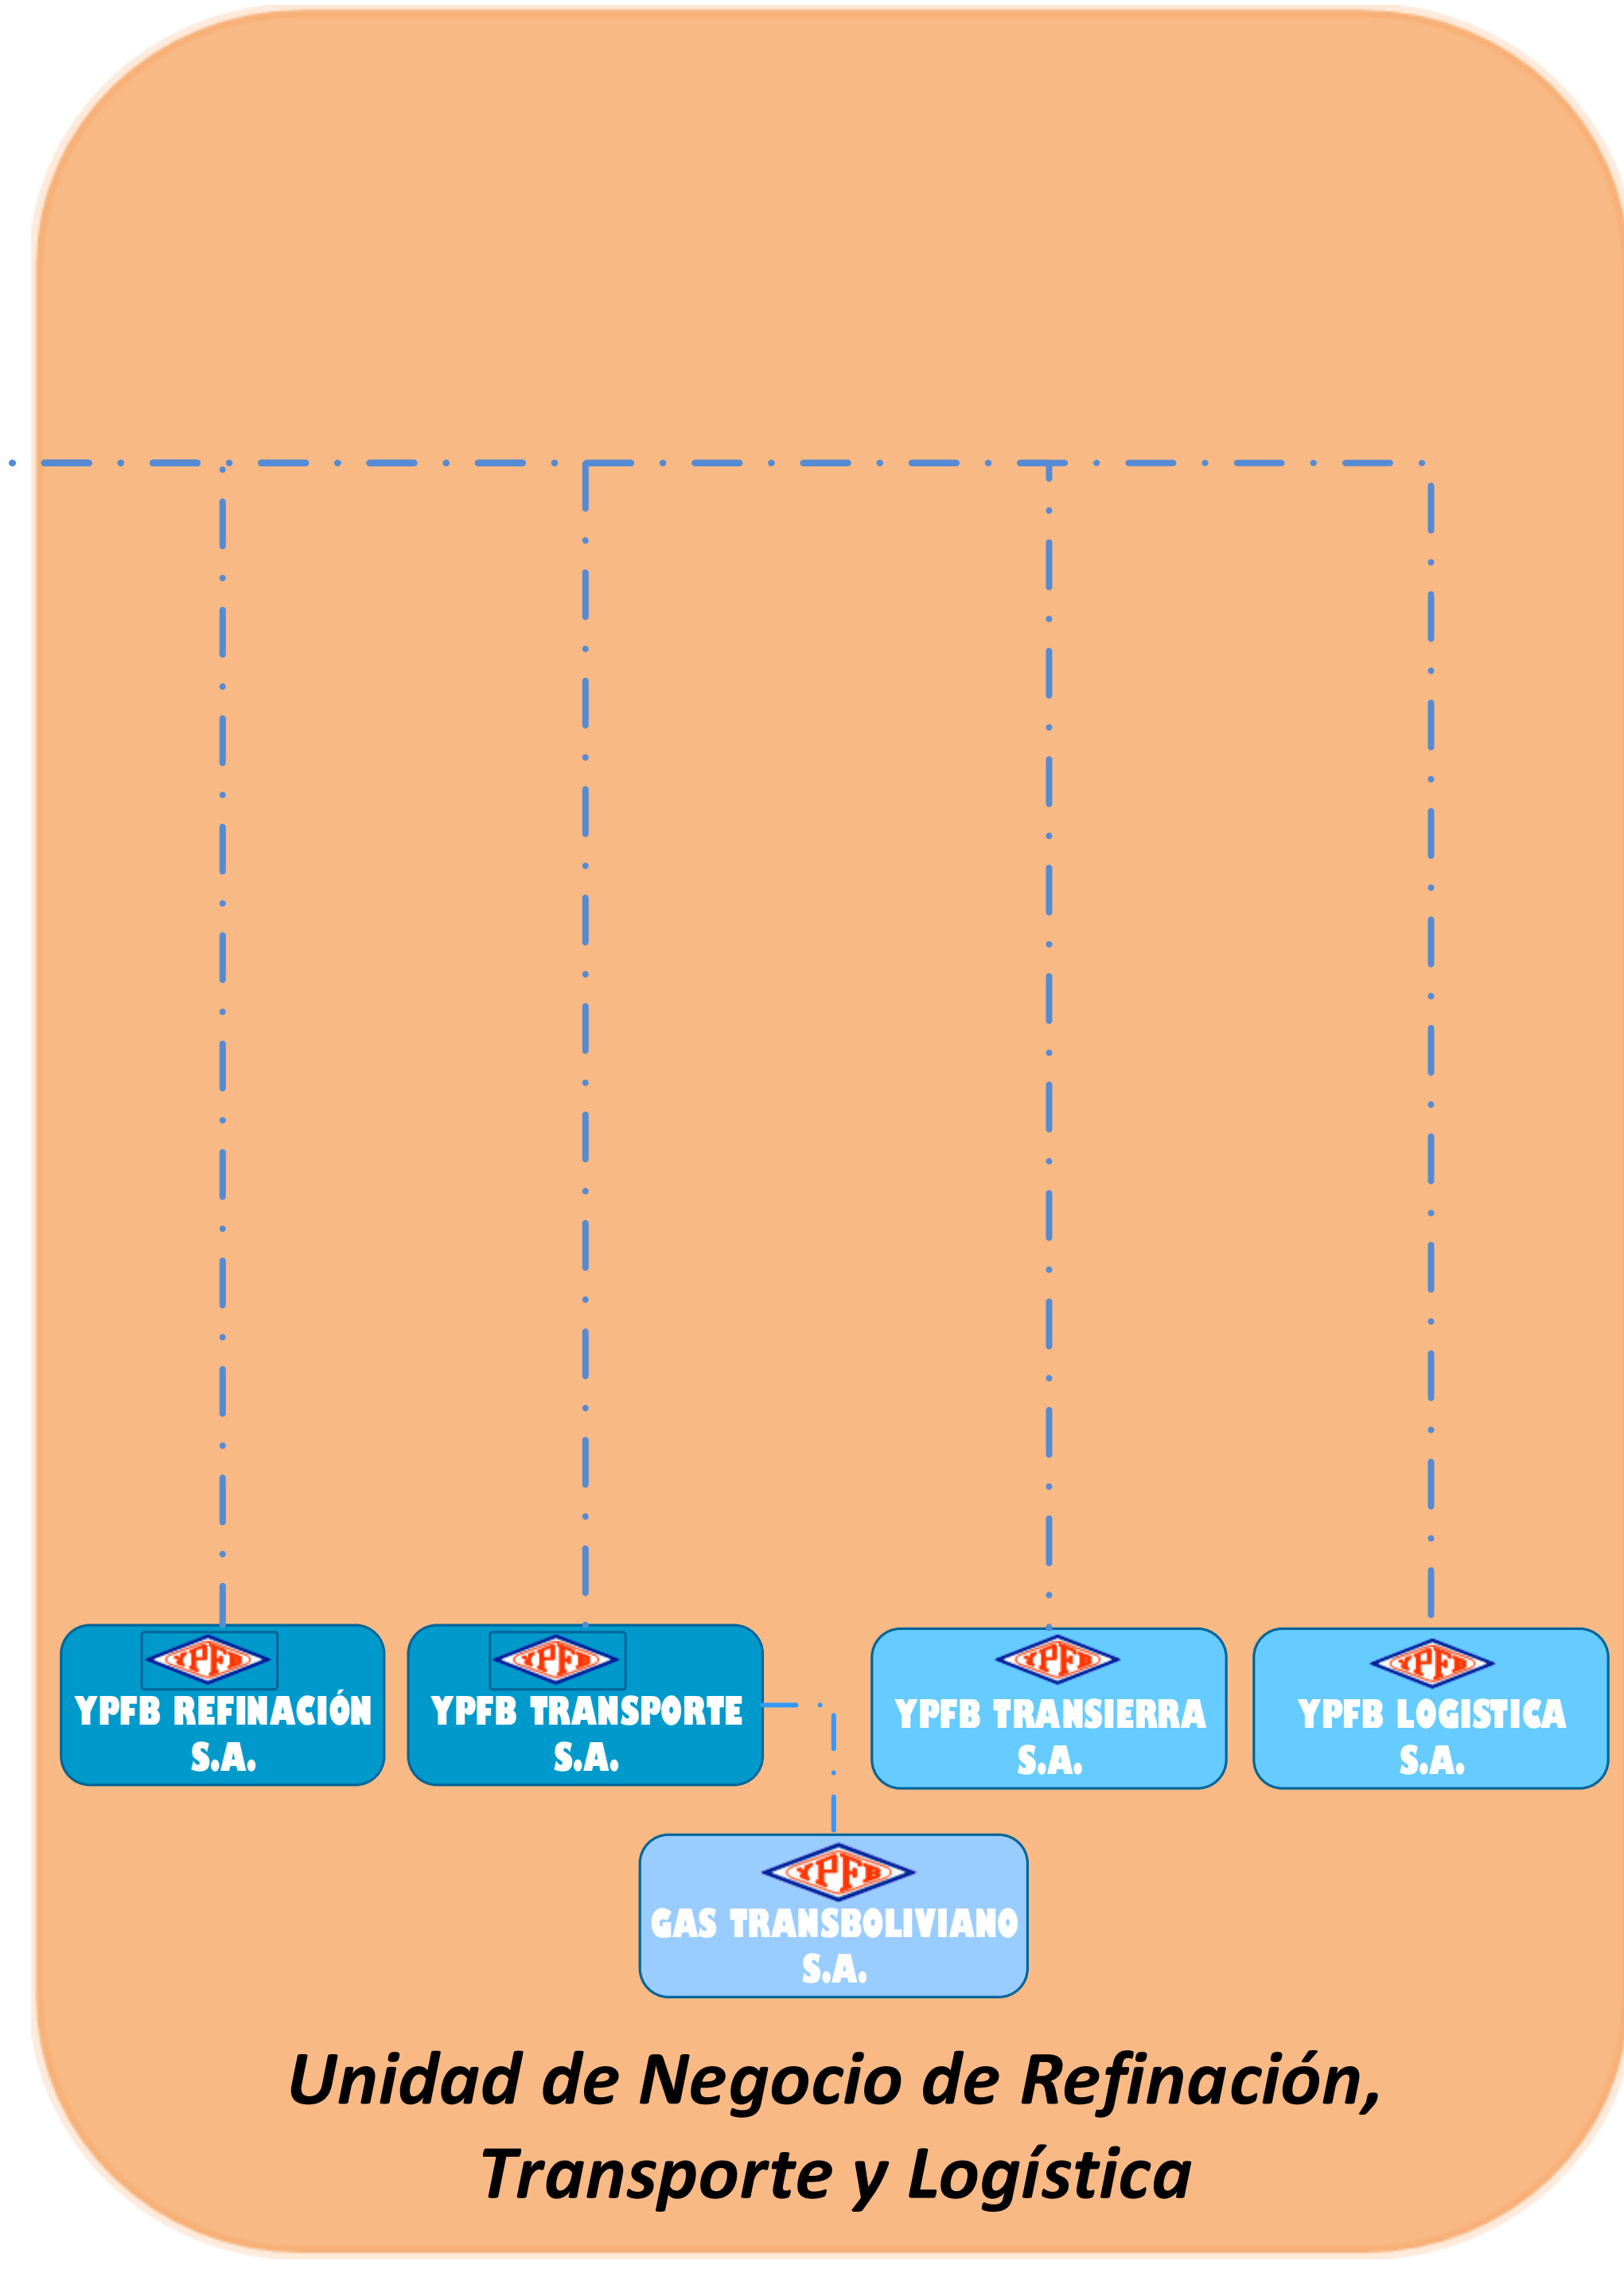 YPFB
YPFB REFINACIÓN
S.A.
YPFB
YPFB TRANSPORTE
S.A.
YPFB
YPFB TRANSIERRA
S.A.
YPFB
YPFB LOGISTICA
S.A.
YPFB
GAS TRANSBOLIVIANO
S.A.
Unidad de Negocio de Refinación,
Transporte y Logística